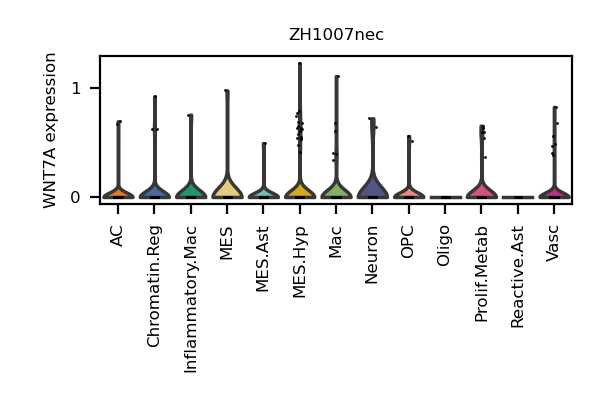 ZH1007nec
WNT7A expression
1
0
AC
Chromatin.Reg
Inflammatory.Mac
MES
MES.Ast
MES.Hyp
Mac
Neuron
OPC
Oligo
Prolif.Metab
Reactive.Ast
Vasc